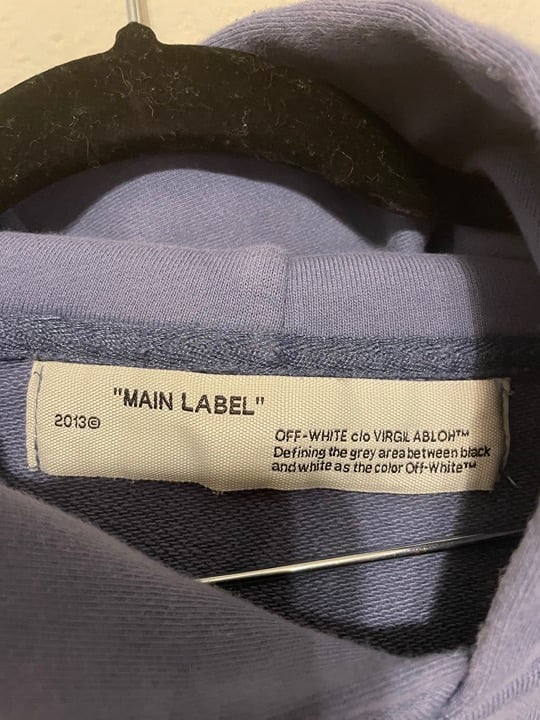 "MAIN LABEL"
2013©
OFF-WHITE c/o VIRGIL ABLOH™
Defining the grey area between black
and white as the color Off-White™